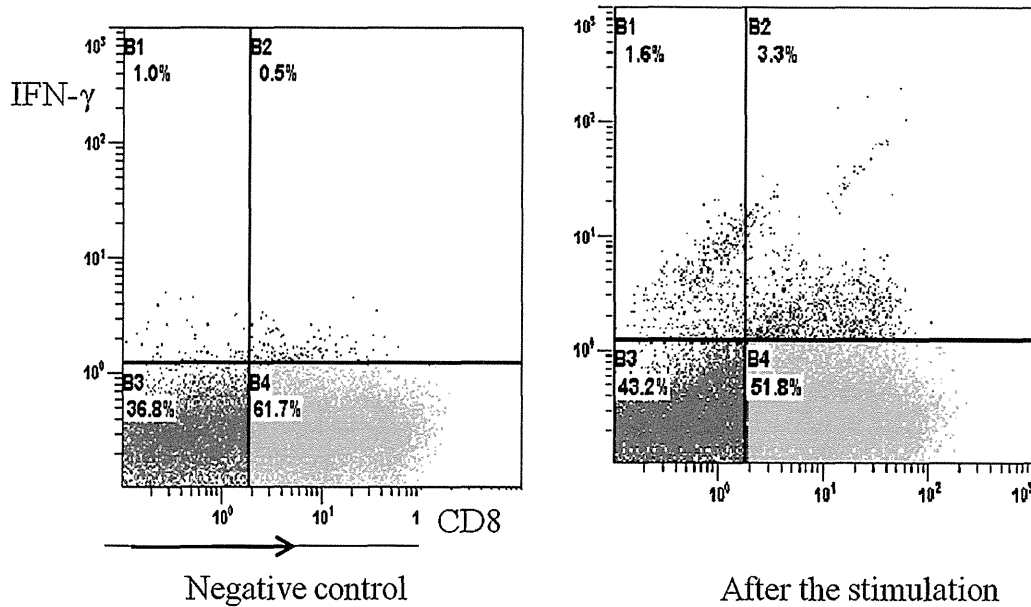 B1
1.0%
B2
0.5%
B3
36.8%
B4
61.7%
IFN-γ
10³
10²
10¹
10⁰
10⁰
10¹
1
CD8
Negative control
B1
1.6%
B2
3.3%
B3
43.2%
B4
51.8%
10³
10²
10¹
10⁰
10⁰
10¹
10²
10³
After the stimulation